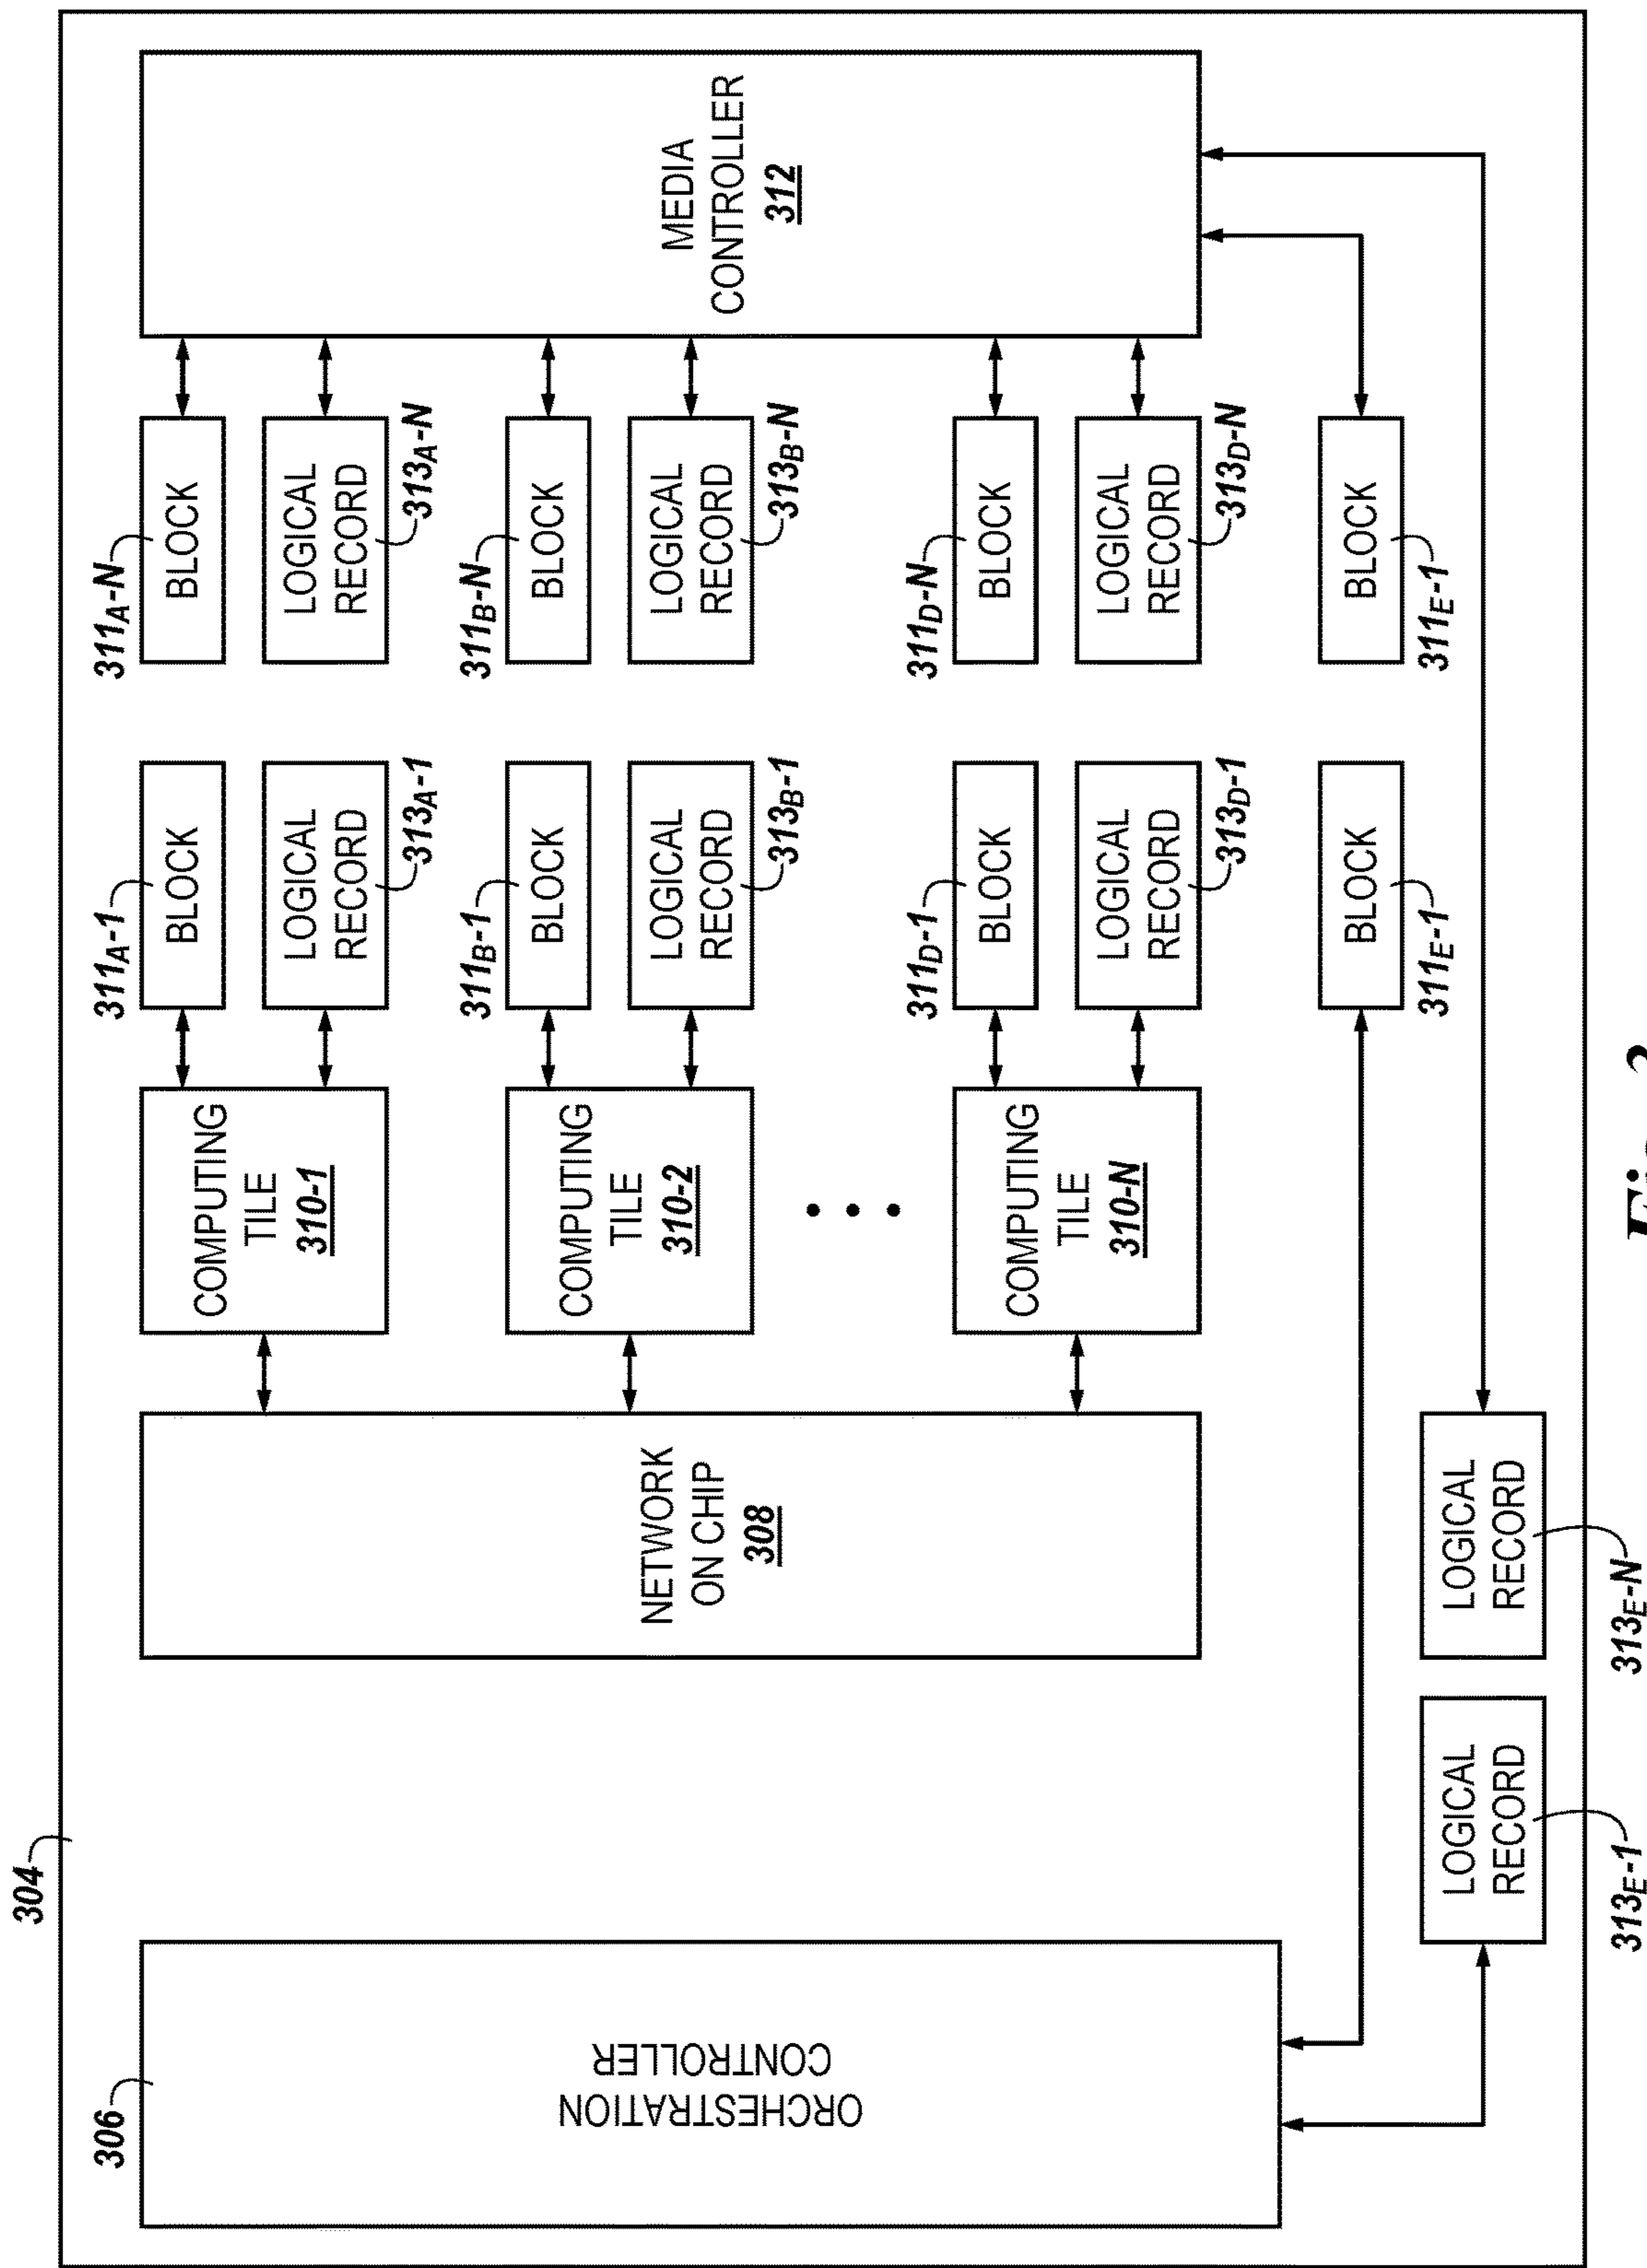 304
306
311A-1
311A-N
BLOCK
BLOCK
COMPUTING
TILE
310-1
LOGICAL
RECORD
LOGICAL
RECORD
313A-1
313A-N
311B-1
311B-N
BLOCK
BLOCK
ORCHESTRATION
CONTROLLER
NETWORK
ON CHIP
308
COMPUTING
TILE
310-2
LOGICAL
RECORD
LOGICAL
RECORD
MEDIA
CONTROLLER
312
313B-1
313B-N
311D-1
311D-N
BLOCK
BLOCK
COMPUTING
TILE
310-N
LOGICAL
RECORD
LOGICAL
RECORD
313D-1
313D-N
BLOCK
BLOCK
311E-1
311E-1
LOGICAL
RECORD
LOGICAL
RECORD
313E-1
313E-N